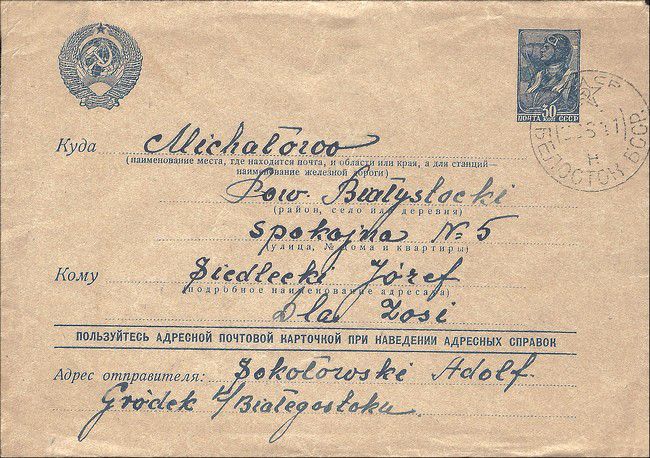 30
ПОЧТА КОП СССР
БЕЛОСТОК БССР.
Куда Michałowo
(наименование места, где находится почта, и области или края, а для станций—
наименование железной дороги)
Pow. Białystocki
(район, село или деревня)
Spokojna № 5
(улица, № дома и квартиры)
Кому Siedlecki Józef
(подробное наименование адресата)
Dla Zosi
ПОЛЬЗУЙТЕСЬ АДРЕСНОЙ ПОЧТОВОЙ КАРТОЧКОЙ ПРИ НАВЕДЕНИИ АДРЕСНЫХ СПРАВОК
Адрес отправителя: Sokołowski Adolf
Gródek k/Białegostoku